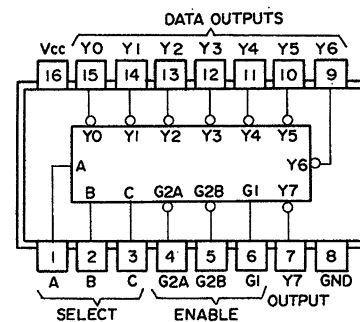 DATA OUTPUTS
Vcc Y0 Y1 Y2 Y3 Y4 Y5 Y6
16 15 14 13 12 11 10 9
Y0 Y1 Y2 Y3 Y4 Y5
A Y6
B C G2A G2B G1 Y7
1 2 3 4 5 6 7 8
A B C G2A G2B G1 Y7 GND
SELECT ENABLE OUTPUT